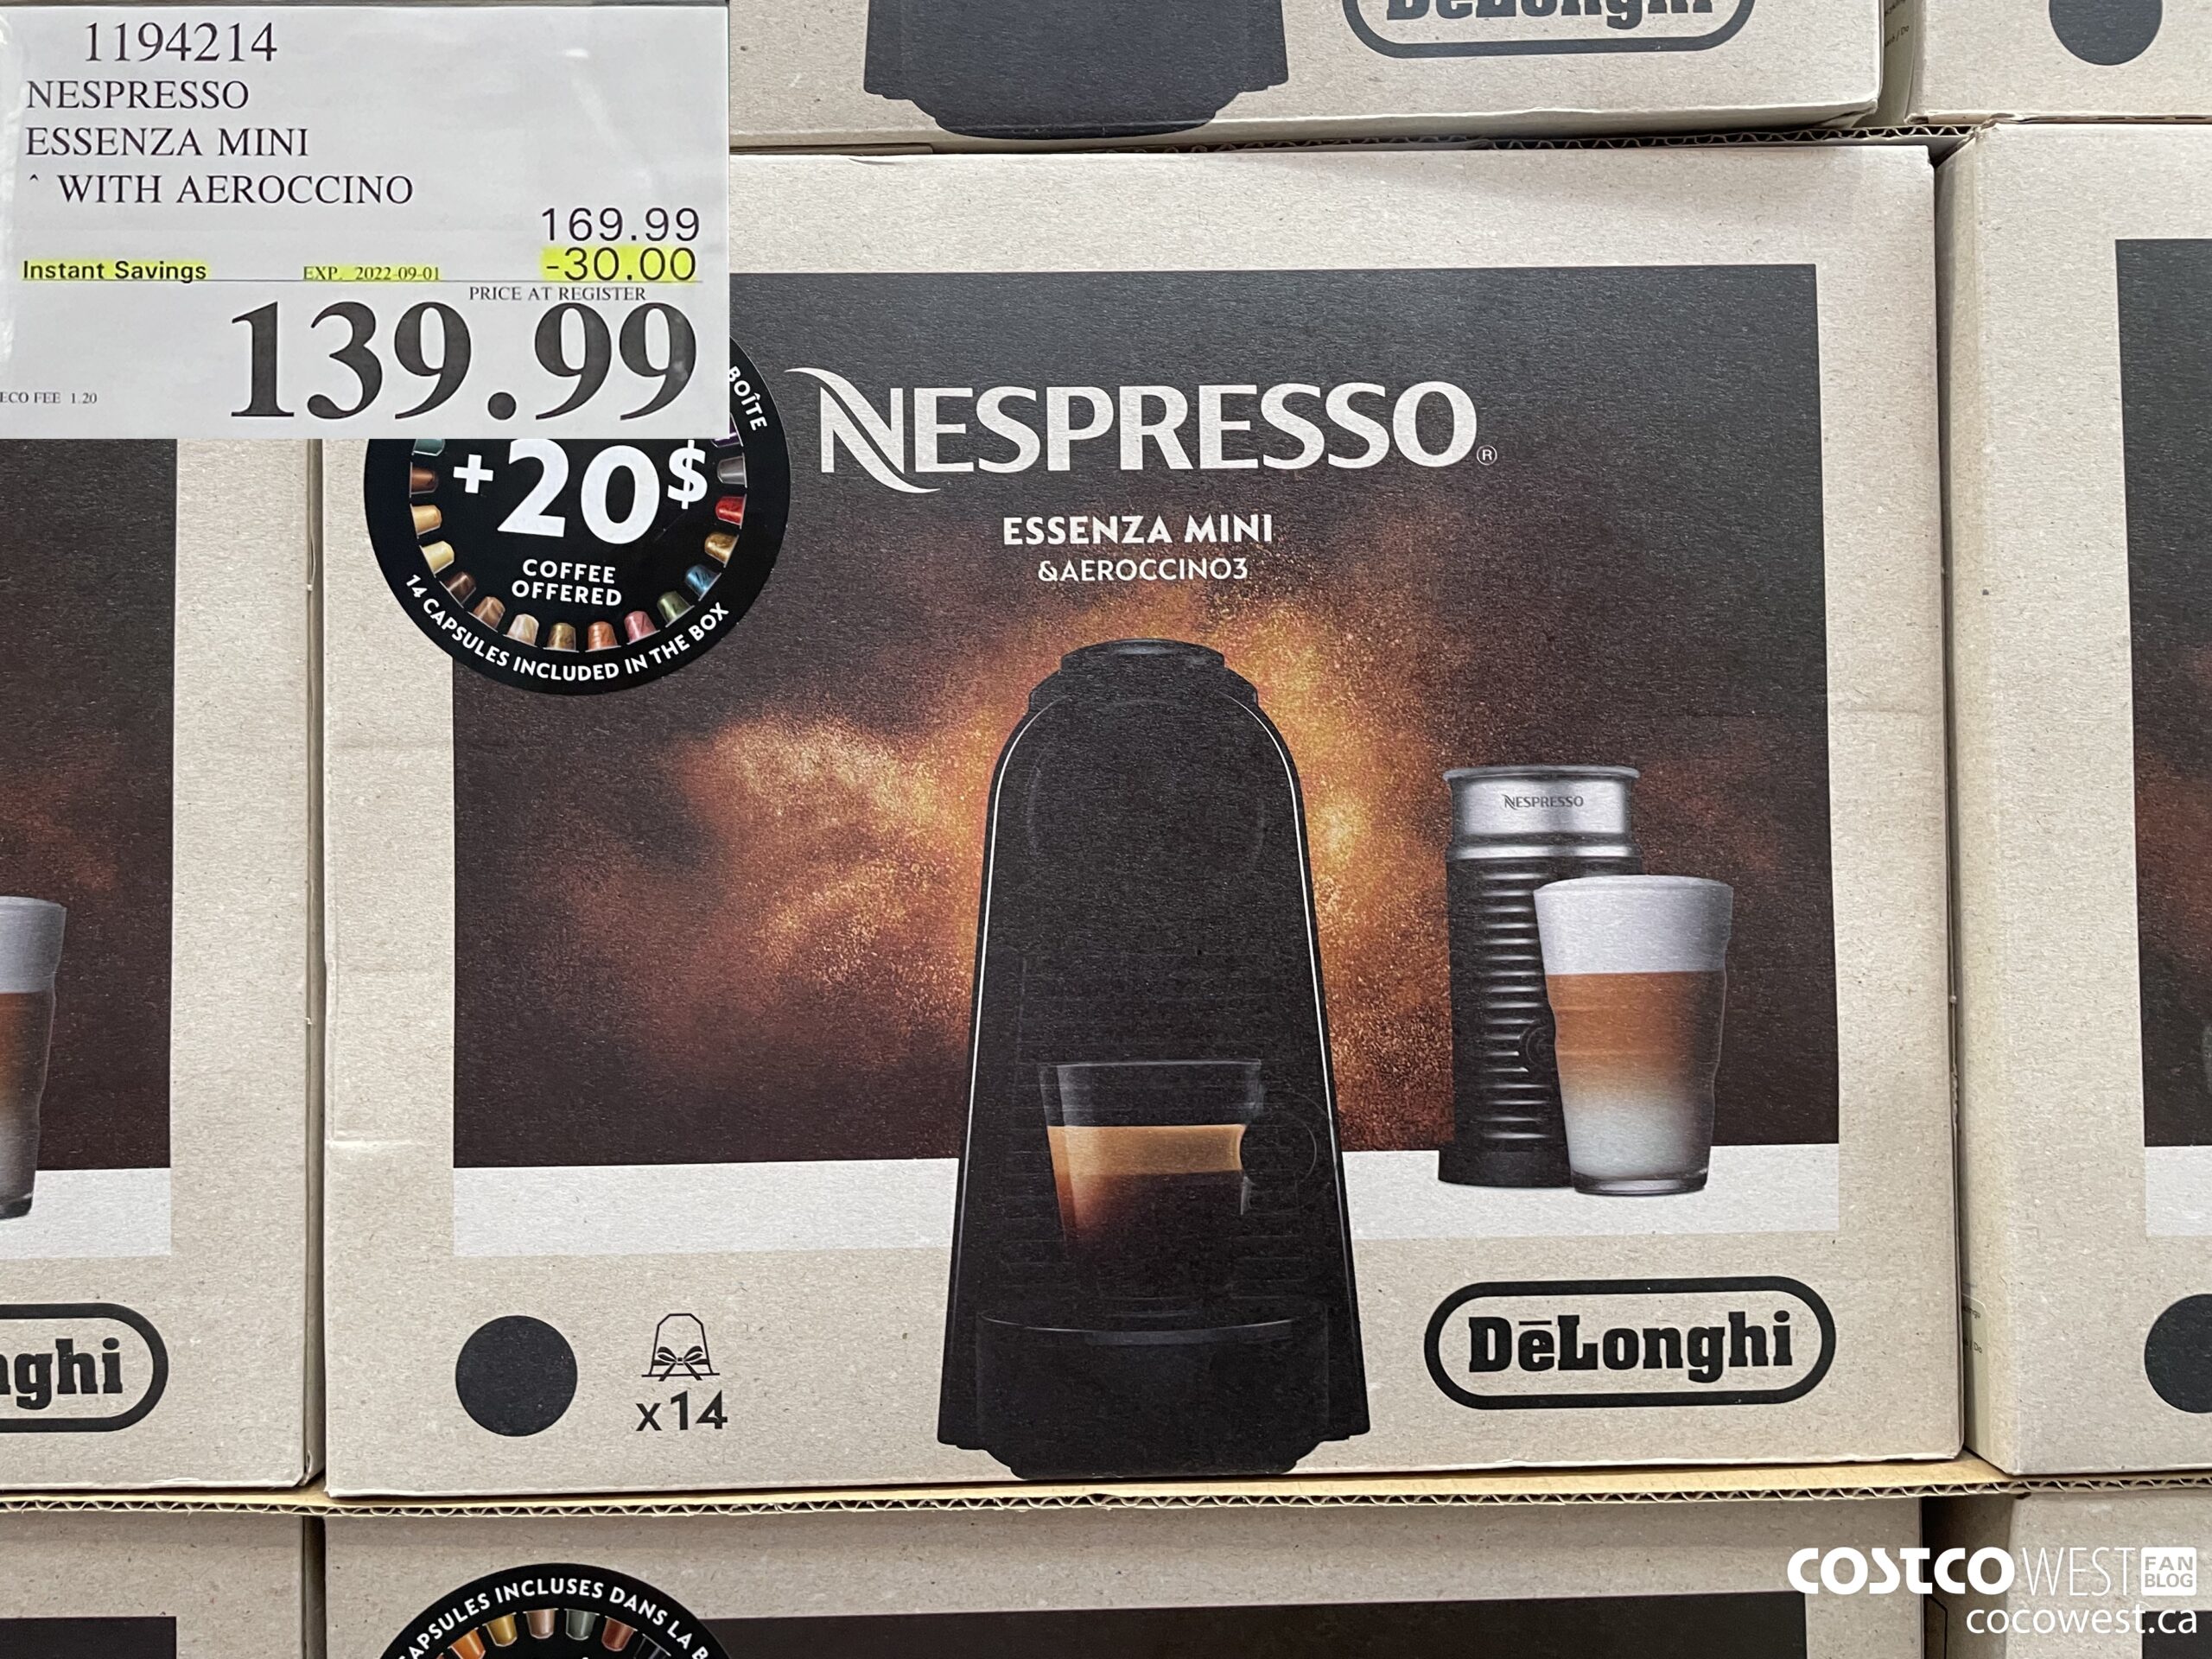 1194214
NESPRESSO
ESSENZA MINI
^ WITH AEROCCINO
169.99
Instant Savings EXP. 2022-09-01 -30.00
PRICE AT REGISTER
139.99
ECO FEE 1.20
DeLonghi
BOÎTE
+20$
COFFEE
OFFERED
14 CAPSULES INCLUDED IN THE BOX
NESPRESSO®
ESSENZA MINI
&AEROCCINO3
NESPRESSO
x14
DēLonghi
nghi
CAPSULES INCLUSES DANS LA B
COSTCO WEST FAN BLOG
cocowest.ca